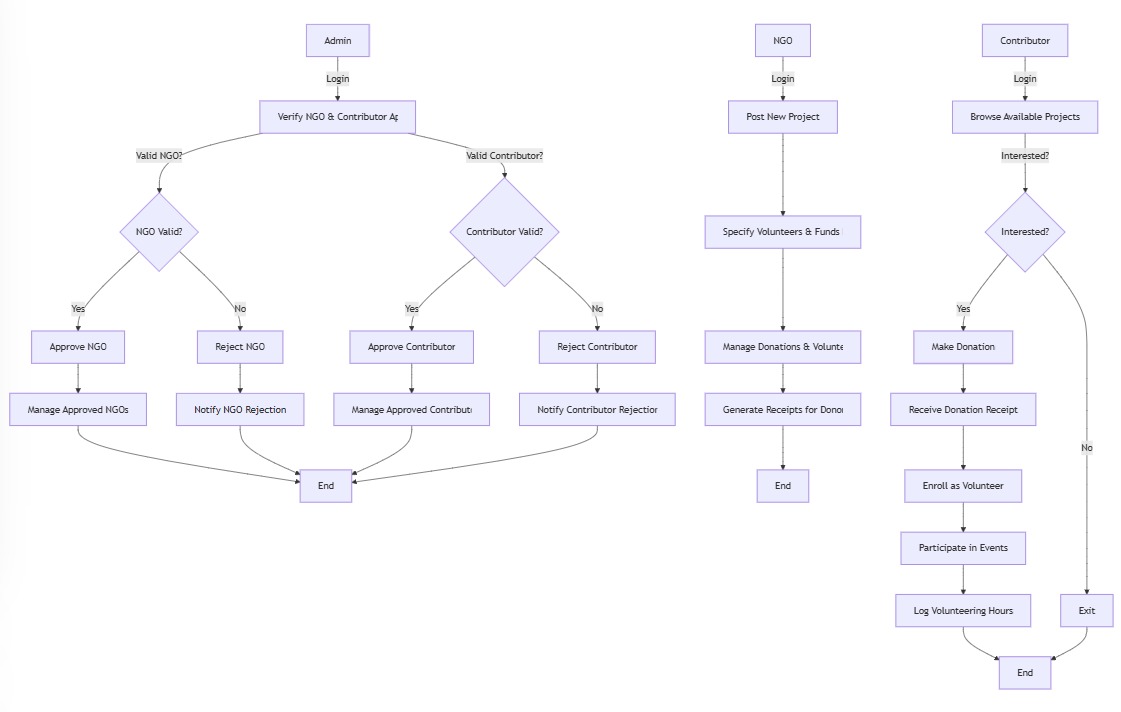 Admin
Login
Verify NGO & Contributor Ap
Valid NGO?
Valid Contributor?
NGO Valid?
Contributor Valid?
Yes
No
Yes
No
Approve NGO
Reject NGO
Approve Contributor
Reject Contributor
Manage Approved NGOs
Notify NGO Rejection
Manage Approved Contribut
Notify Contributor Rejection
End
NGO
Login
Post New Project
Specify Volunteers & Funds
Manage Donations & Volunte
Generate Receipts for Donor
End
Contributor
Login
Browse Available Projects
Interested?
Interested?
Yes
No
Make Donation
Receive Donation Receipt
Enroll as Volunteer
Participate in Events
Log Volunteering Hours
Exit
End